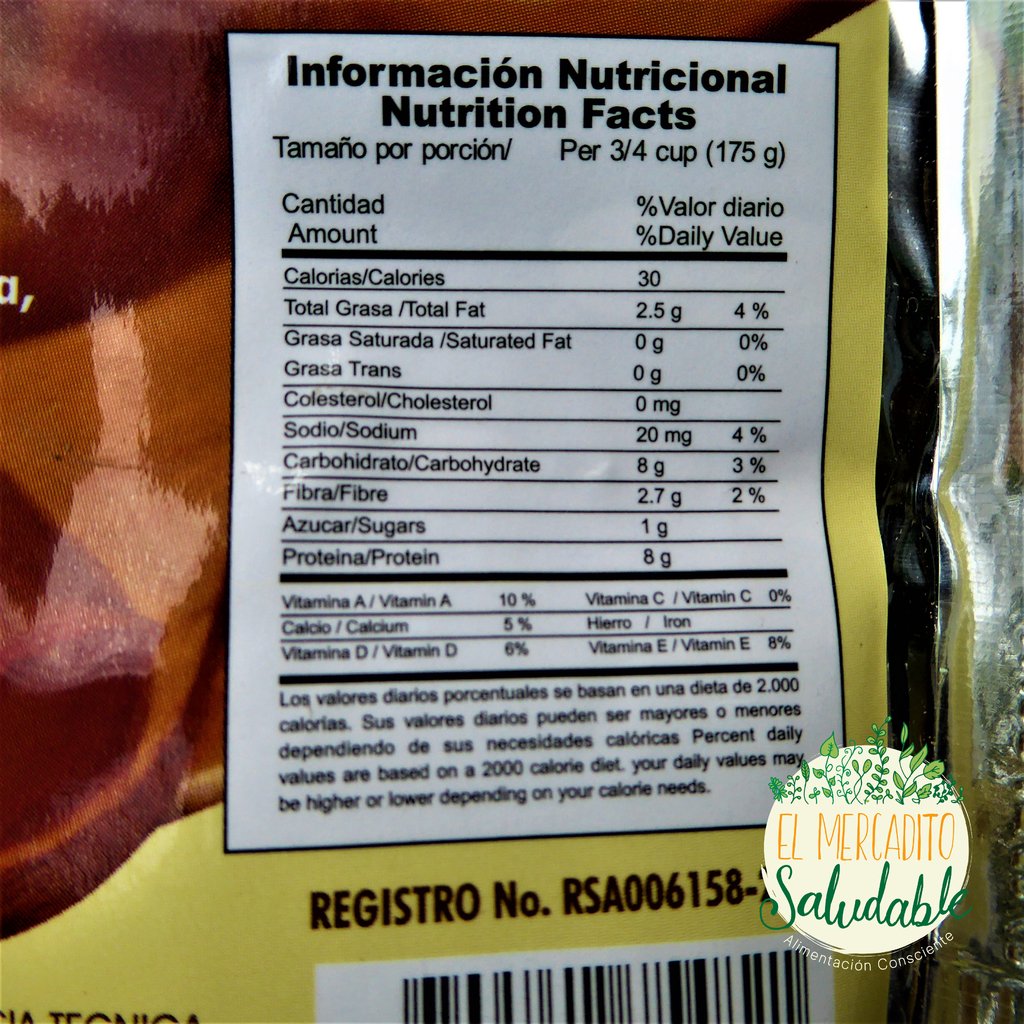 Información Nutricional
Nutrition Facts
Tamaño por porción/ Per 3/4 cup (175 g)
Cantidad %Valor diario
Amount %Daily Value
Calorias/Calories 30
Total Grasa /Total Fat 2.5 g 4 %
Grasa Saturada /Saturated Fat 0 g 0%
Grasa Trans 0 g 0%
Colesterol/Cholesterol 0 mg
Sodio/Sodium 20 mg 4 %
Carbohidrato/Carbohydrate 8 g 3 %
Fibra/Fibre 2.7 g 2 %
Azucar/Sugars 1 g
Proteina/Protein 8 g
Vitamina A / Vitamin A 10 % Vitamina C / Vitamin C 0%
Calcio / Calcium 5 % Hierro / Iron
Vitamina D / Vitamin D 6% Vitamina E / Vitamin E 8%
Los valores diarios porcentuales se basan en una dieta de 2.000
calorías. Sus valores diarios pueden ser mayores o menores
dependiendo de sus necesidades calóricas Percent daily
values are based on a 2000 calorie diet. your daily values may
be higher or lower depending on your calorie needs.
REGISTRO No. RSA006158-
EL MERCADITO
Saludable
Alimentación Consciente